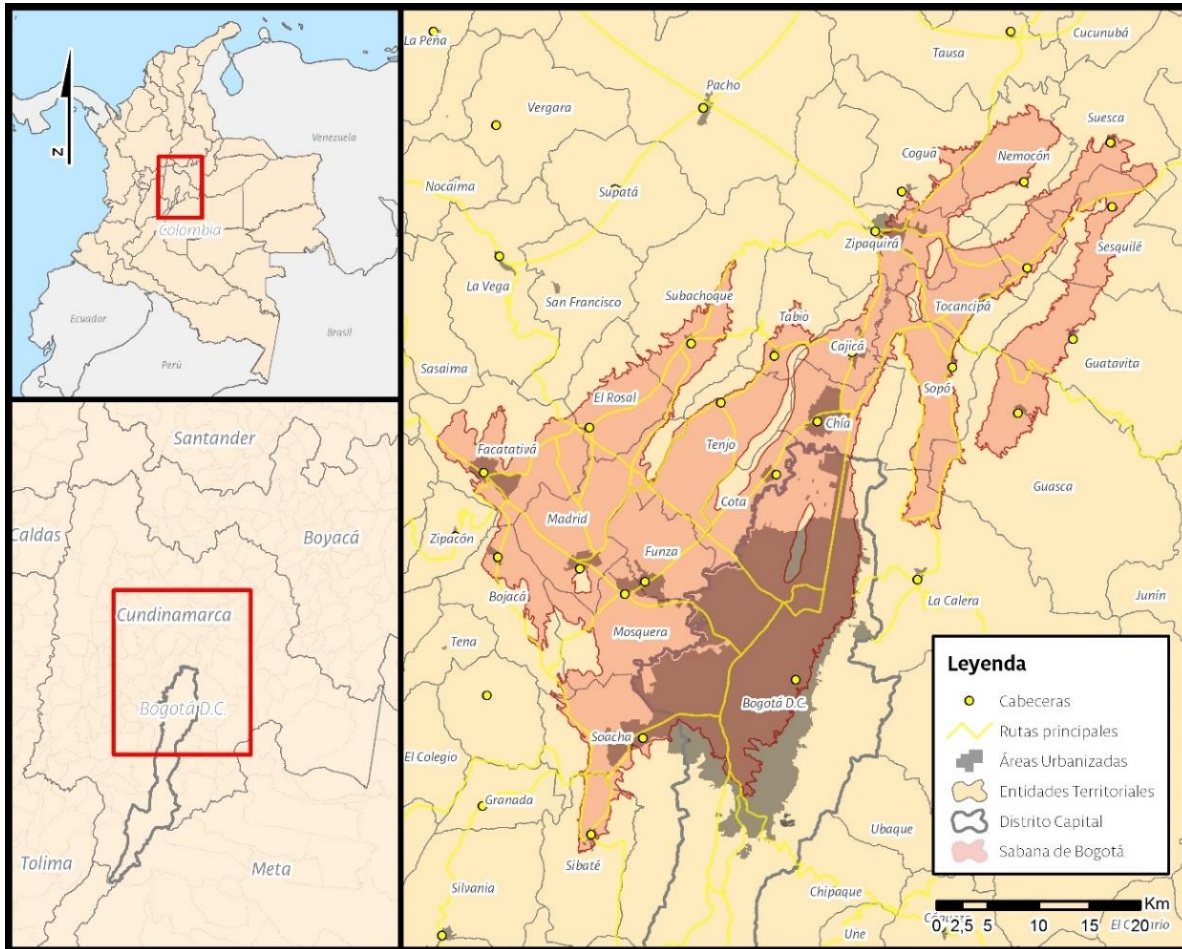 N
Venezuela
Colombia
Ecuador
Perú
Brasil
Santander
Caldas
Boyacá
Cundinamarca
Bogotá D.C.
Tolima
Meta
La Peña
Cucunubá
Tausa
Pacho
Vergara
Suesca
Coguá
Nemocón
Nocaima
Supatá
Zipaquirá
Sesquilé
La Vega
San Francisco
Subachoque
Tocancipá
Tabio
Cajicá
Guatavita
Sasaima
Sopó
El Rosal
Chía
Facatativá
Tenjo
Guasca
Cota
Madrid
Zipacón
Funza
Bojacá
La Calera
Junín
Mosquera
Tena
Bogotá D.C.
Soacha
El Colegio
Granada
Ubaque
Sibaté
Silvania
Chipaque
Une
Leyenda
Cabeceras
Rutas principales
Áreas Urbanizadas
Entidades Territoriales
Distrito Capital
Sabana de Bogotá
Km
0 2,5 5 10 15 20